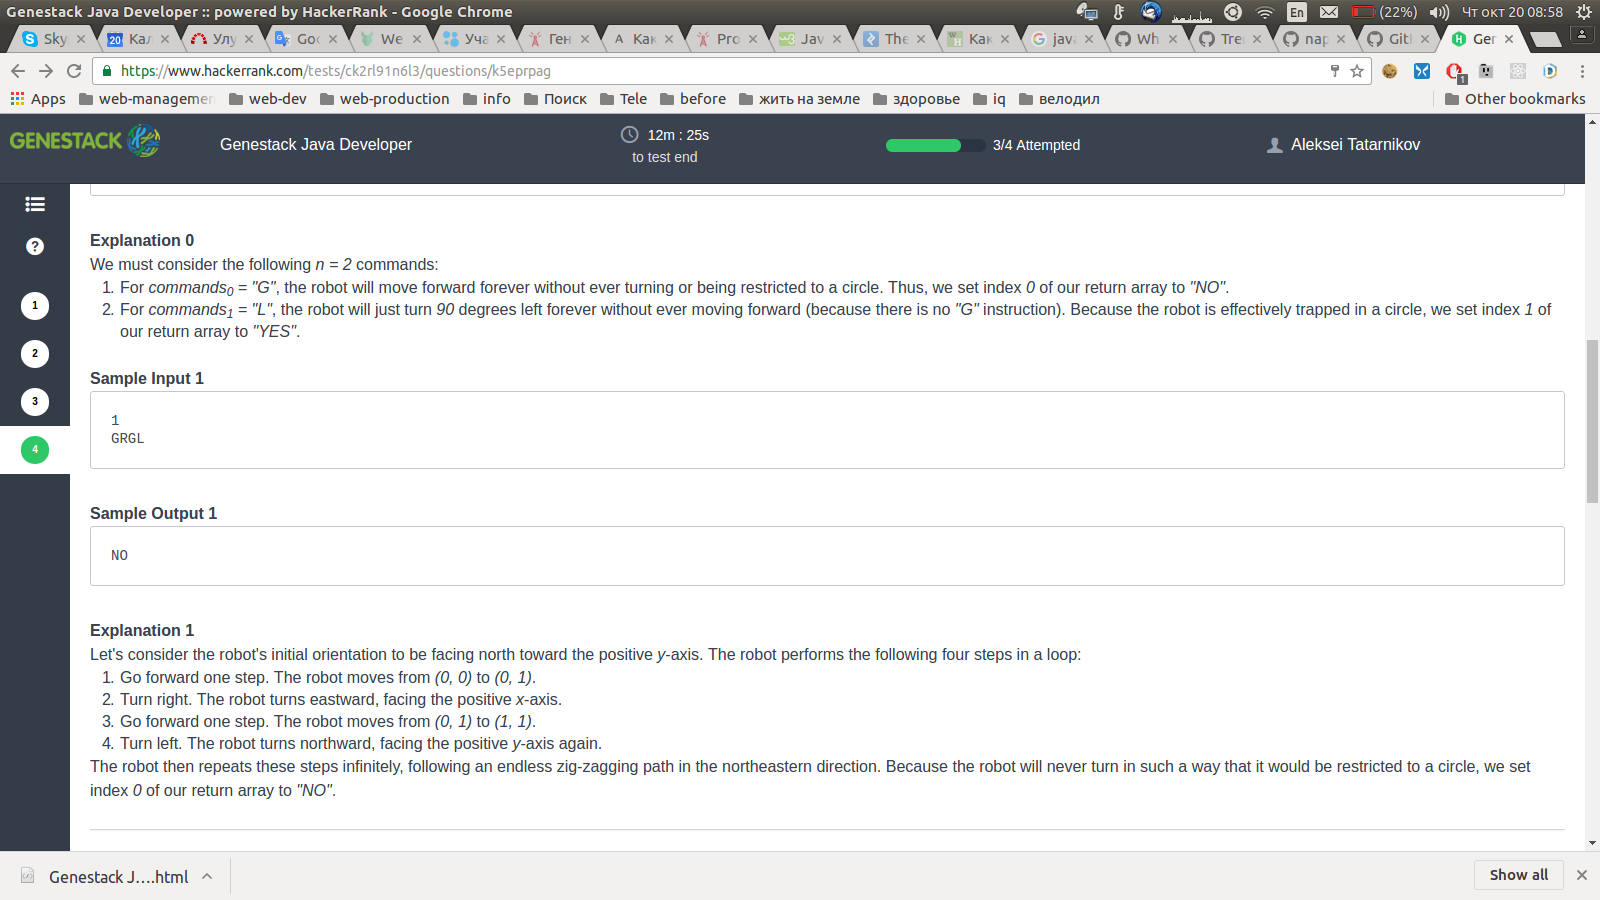 Genestack Java Developer :: powered by HackerRank - Google Chrome
En
(22%)
Чт окт 20 08:58
Sky
20 Кал
Улу
Goo
We
Уча
Ген
A Как
Pro
Jav
The
Как
java
Wh
Tre
nap
Gitl
Ger
https://www.hackerrank.com/tests/ck2rl91n6l3/questions/k5eprpag
1
Apps
web-managemen
web-dev
web-production
info
Поиск
Tele
before
жить на земле
здоровье
iq
велодил
Other bookmarks
GENESTACK
Genestack Java Developer
12m : 25s
to test end
3/4 Attempted
Aleksei Tatarnikov
?
1
2
3
4
Explanation 0
We must consider the following n = 2 commands:
1. For commands0 = "G", the robot will move forward forever without ever turning or being restricted to a circle. Thus, we set index 0 of our return array to "NO".
2. For commands1 = "L", the robot will just turn 90 degrees left forever without ever moving forward (because there is no "G" instruction). Because the robot is effectively trapped in a circle, we set index 1 of
our return array to "YES".
Sample Input 1
1
GRGL
Sample Output 1
NO
Explanation 1
Let's consider the robot's initial orientation to be facing north toward the positive y-axis. The robot performs the following four steps in a loop:
1. Go forward one step. The robot moves from (0, 0) to (0, 1).
2. Turn right. The robot turns eastward, facing the positive x-axis.
3. Go forward one step. The robot moves from (0, 1) to (1, 1).
4. Turn left. The robot turns northward, facing the positive y-axis again.
The robot then repeats these steps infinitely, following an endless zig-zagging path in the northeastern direction. Because the robot will never turn in such a way that it would be restricted to a circle, we set
index 0 of our return array to "NO".
Genestack J....html
Show all